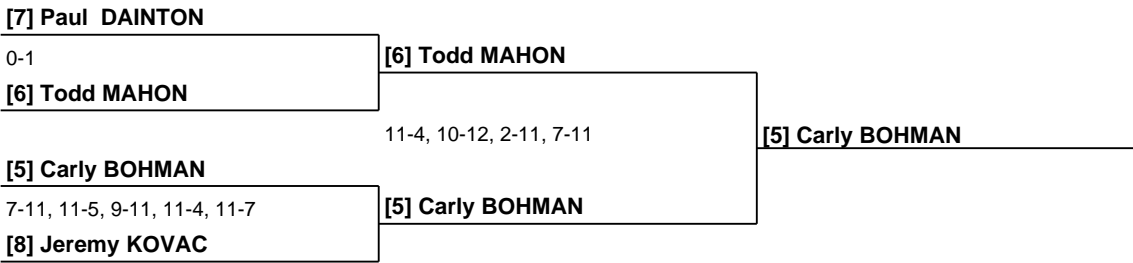 [7] Paul  DAINTON
0-1
[6] Todd MAHON
[6] Todd MAHON
11-4, 10-12, 2-11, 7-11
[5] Carly BOHMAN
[5] Carly BOHMAN
7-11, 11-5, 9-11, 11-4, 11-7
[5] Carly BOHMAN
[8] Jeremy KOVAC